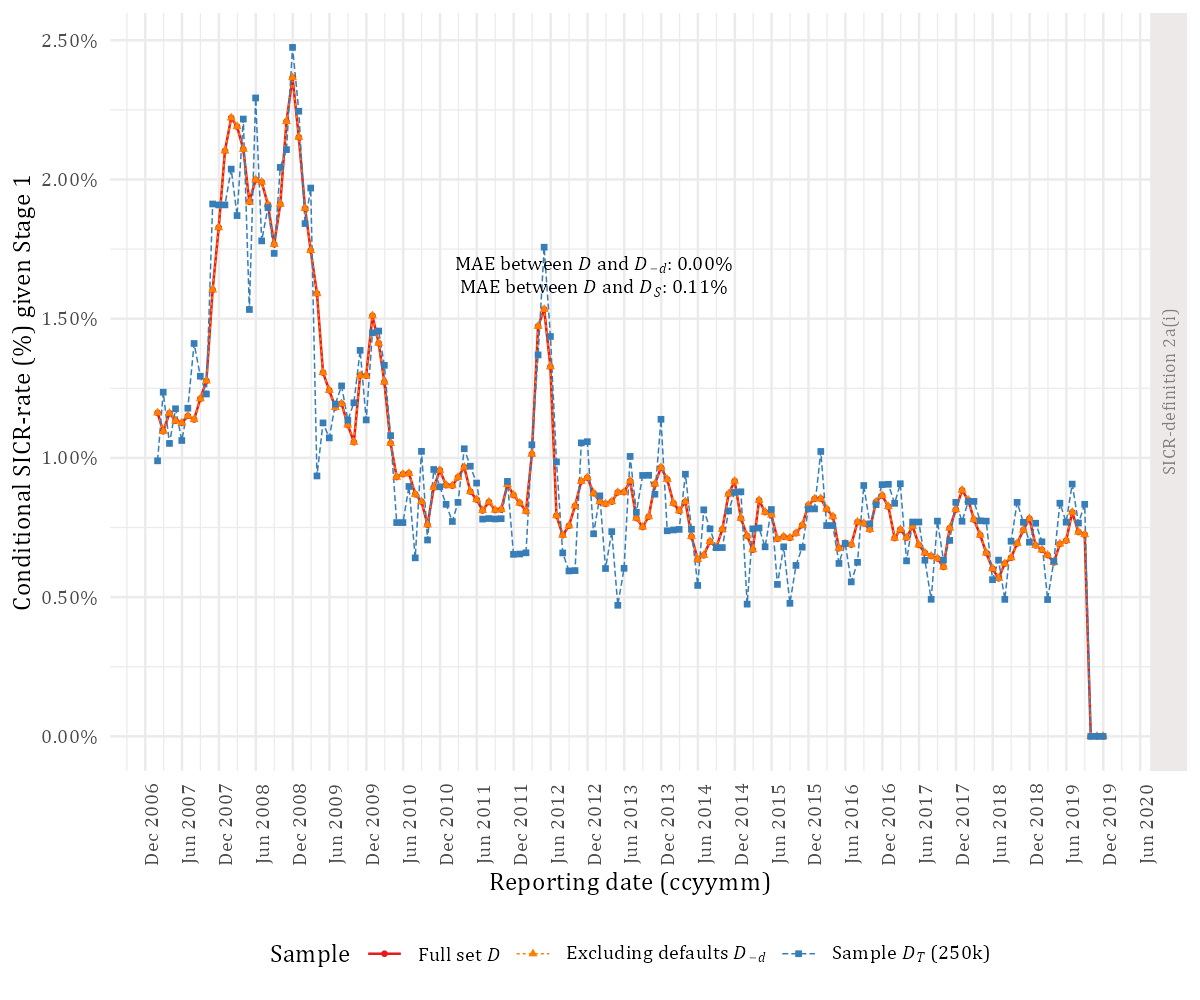 2.50%
2.00%
1.50%
1.00%
0.50%
0.00%
Conditional SICR-rate (%) given Stage 1
MAE between D and D₋d: 0.00%
MAE between D and DS: 0.11%
SICR-definition 2a(i)
Dec 2006
Jun 2007
Dec 2007
Jun 2008
Dec 2008
Jun 2009
Dec 2009
Jun 2010
Dec 2010
Jun 2011
Dec 2011
Jun 2012
Dec 2012
Jun 2013
Dec 2013
Jun 2014
Dec 2014
Jun 2015
Dec 2015
Jun 2016
Dec 2016
Jun 2017
Dec 2017
Jun 2018
Dec 2018
Jun 2019
Dec 2019
Jun 2020
Reporting date (ccyymm)
Sample Full set D Excluding defaults D₋d Sample DT (250k)